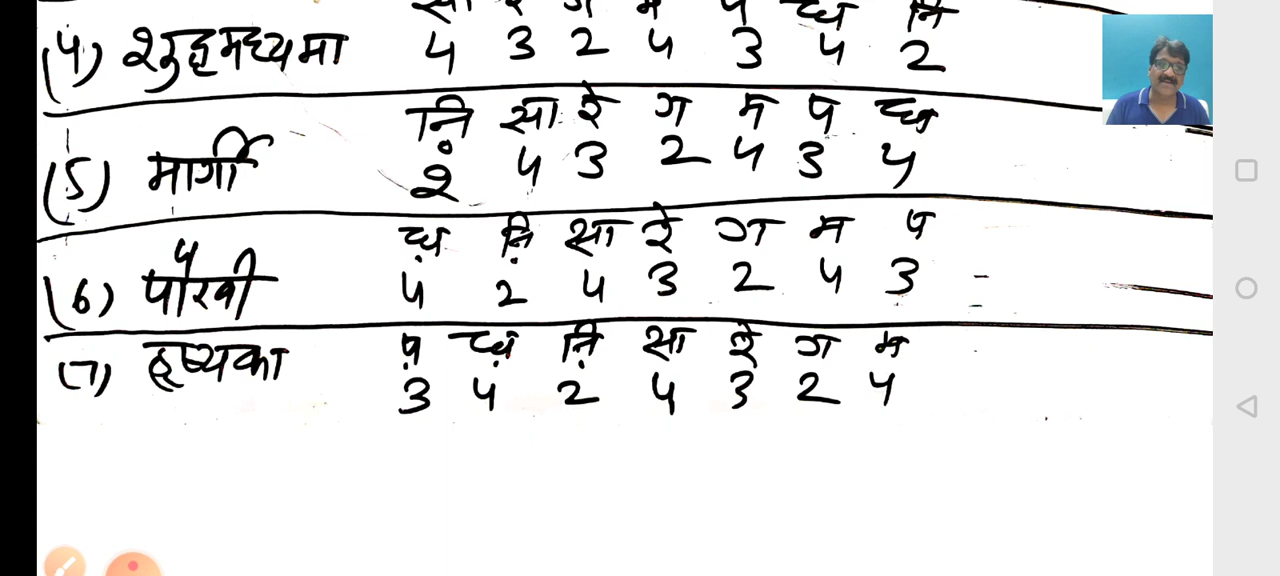 सा रे ग म प ध नि
(4) शुद्धमध्यमा 4 3 2 4 3 4 2
नि़ सा रे ग म प ध
(5) मार्गी 2 4 3 2 4 3 4
ध़ नि़ सा रे ग म प
(6) पौरवी 4 2 4 3 2 4 3
प़ ध़ नि़ सा रे ग म
(7) हृष्यका 3 4 2 4 3 2 4